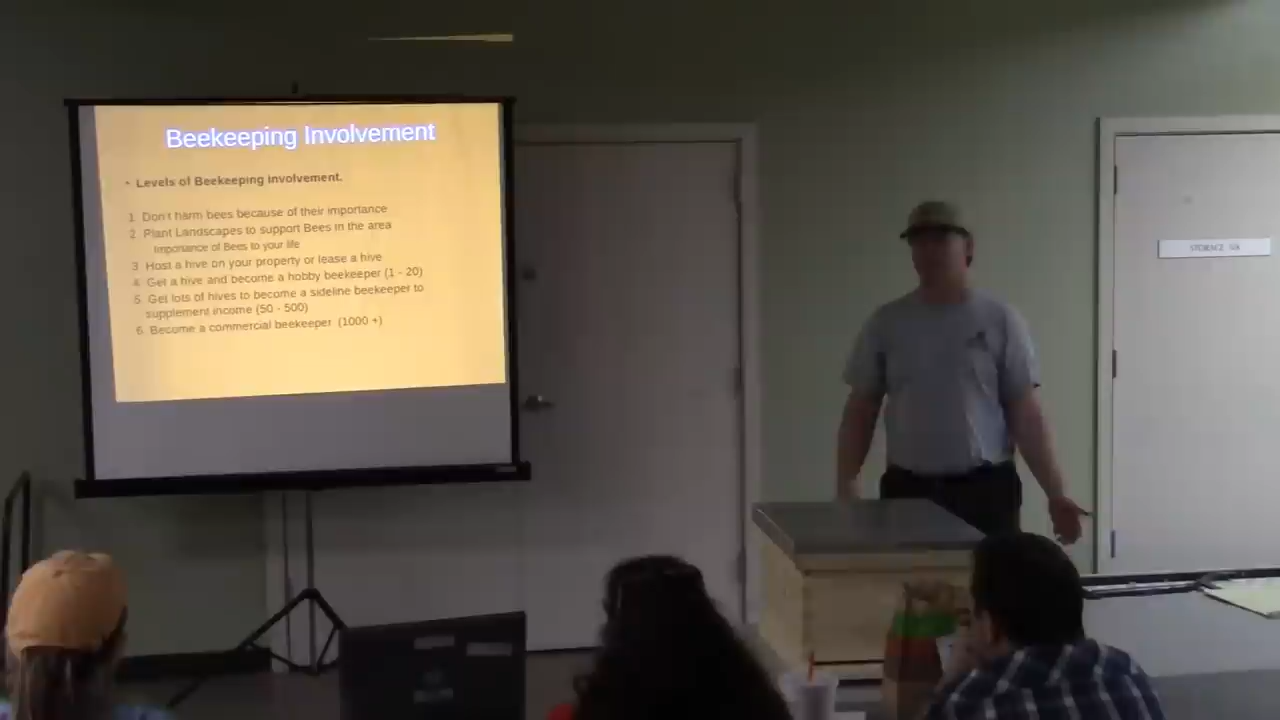 Beekeeping Involvement
• Levels of Beekeeping Involvement.
1. Don't harm bees because of their importance
2. Plant Landscapes to support Bees in the area
Importance of Bees to your life
3. Host a hive on your property or lease a hive
4. Get a hive and become a hobby beekeeper (1 - 20)
5. Get lots of hives to become a sideline beekeeper to
supplement income (50 - 500)
6. Become a commercial beekeeper (1000 +)
STORAGE